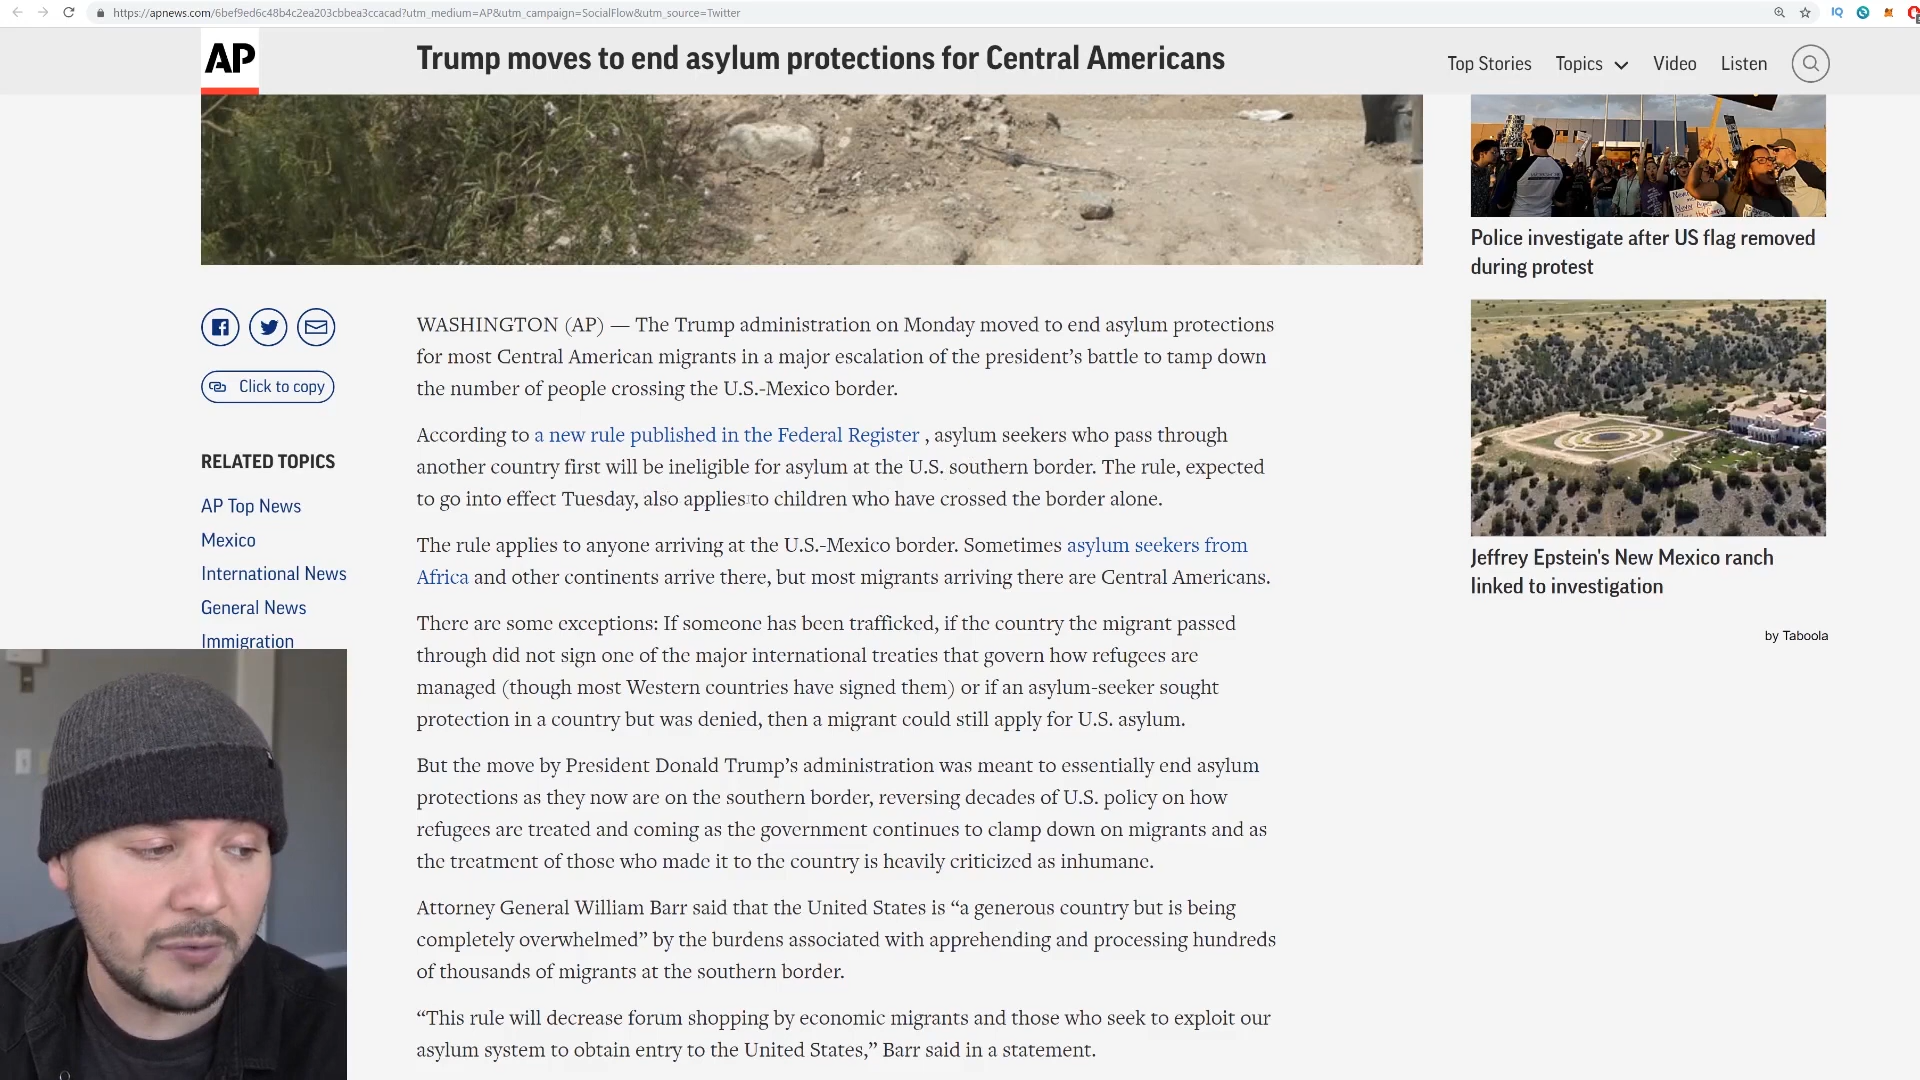 https://apnews.com/6bef9ed6c48b4c2ea203cbbea3ccacad?utm_medium=AP&utm_campaign=SocialFlow&utm_source=Twitter
IQ
AP
Trump moves to end asylum protections for Central Americans
Top Stories
Topics
Video
Listen
Police investigate after US flag removed
during protest
Click to copy
RELATED TOPICS
AP Top News
Mexico
International News
General News
Immigration
WASHINGTON (AP) — The Trump administration on Monday moved to end asylum protections
for most Central American migrants in a major escalation of the president’s battle to tamp down
the number of people crossing the U.S.-Mexico border.
According to a new rule published in the Federal Register , asylum seekers who pass through
another country first will be ineligible for asylum at the U.S. southern border. The rule, expected
to go into effect Tuesday, also applies to children who have crossed the border alone.
The rule applies to anyone arriving at the U.S.-Mexico border. Sometimes asylum seekers from
Africa and other continents arrive there, but most migrants arriving there are Central Americans.
There are some exceptions: If someone has been trafficked, if the country the migrant passed
through did not sign one of the major international treaties that govern how refugees are
managed (though most Western countries have signed them) or if an asylum-seeker sought
protection in a country but was denied, then a migrant could still apply for U.S. asylum.
But the move by President Donald Trump’s administration was meant to essentially end asylum
protections as they now are on the southern border, reversing decades of U.S. policy on how
refugees are treated and coming as the government continues to clamp down on migrants and as
the treatment of those who made it to the country is heavily criticized as inhumane.
Attorney General William Barr said that the United States is “a generous country but is being
completely overwhelmed” by the burdens associated with apprehending and processing hundreds
of thousands of migrants at the southern border.
“This rule will decrease forum shopping by economic migrants and those who seek to exploit our
asylum system to obtain entry to the United States,” Barr said in a statement.
Jeffrey Epstein's New Mexico ranch
linked to investigation
by Taboola